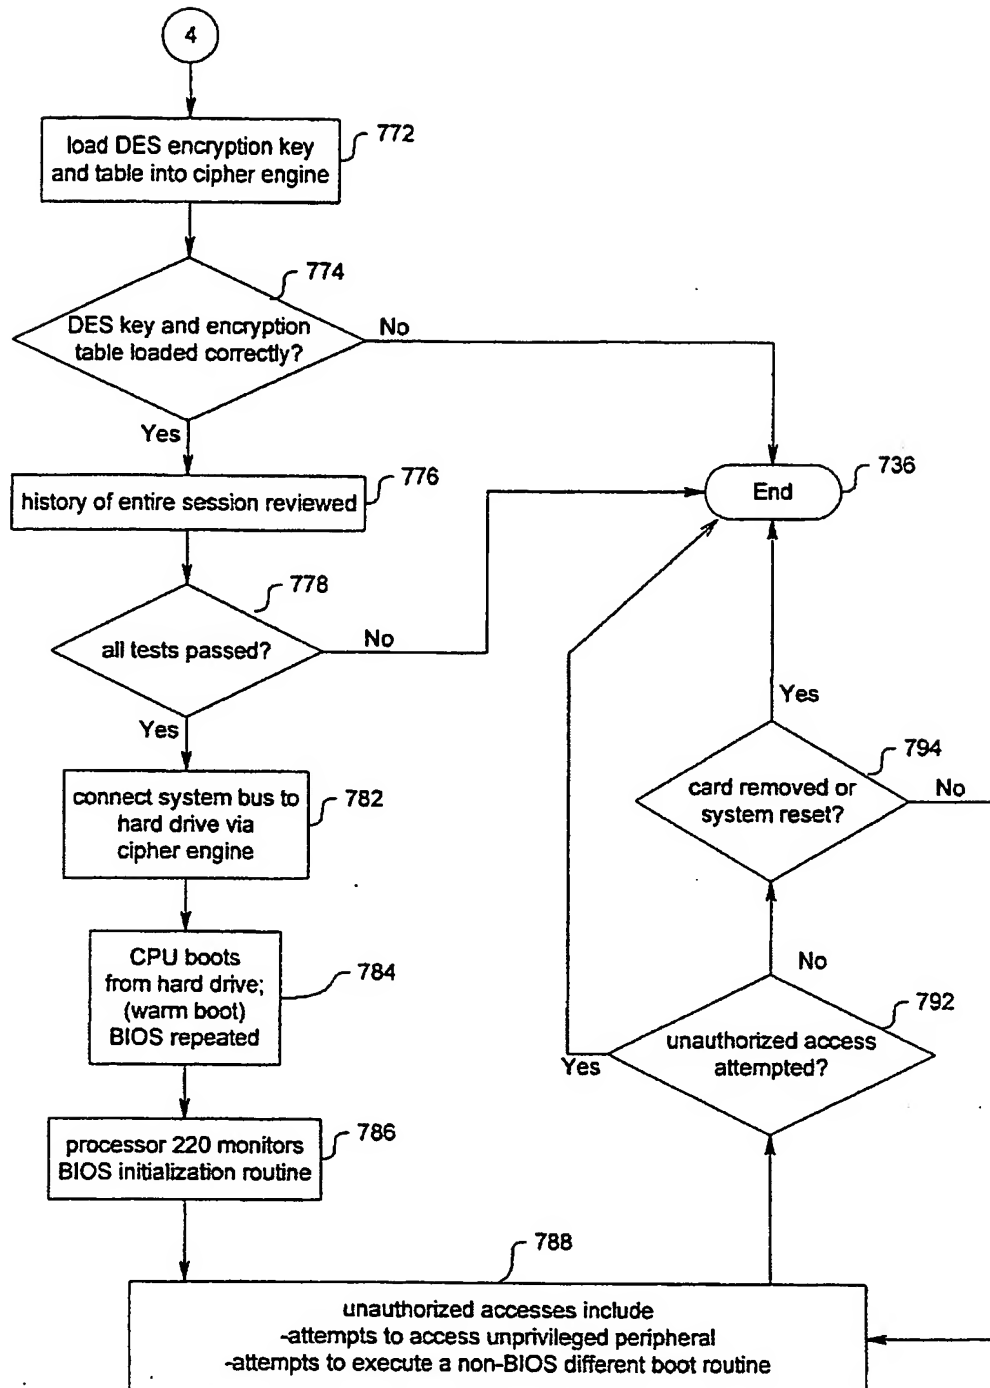 4
load DES encryption key
and table into cipher engine
772
774
DES key and encryption
table loaded correctly?
No
Yes
history of entire session reviewed
776
End
736
778
all tests passed?
No
Yes
connect system bus to
hard drive via
cipher engine
782
CPU boots
from hard drive;
(warm boot)
BIOS repeated
784
processor 220 monitors
BIOS initialization routine
786
Yes
794
card removed or
system reset?
No
No
792
unauthorized access
attempted?
Yes
788
unauthorized accesses include
-attempts to access unprivileged peripheral
-attempts to execute a non-BIOS different boot routine